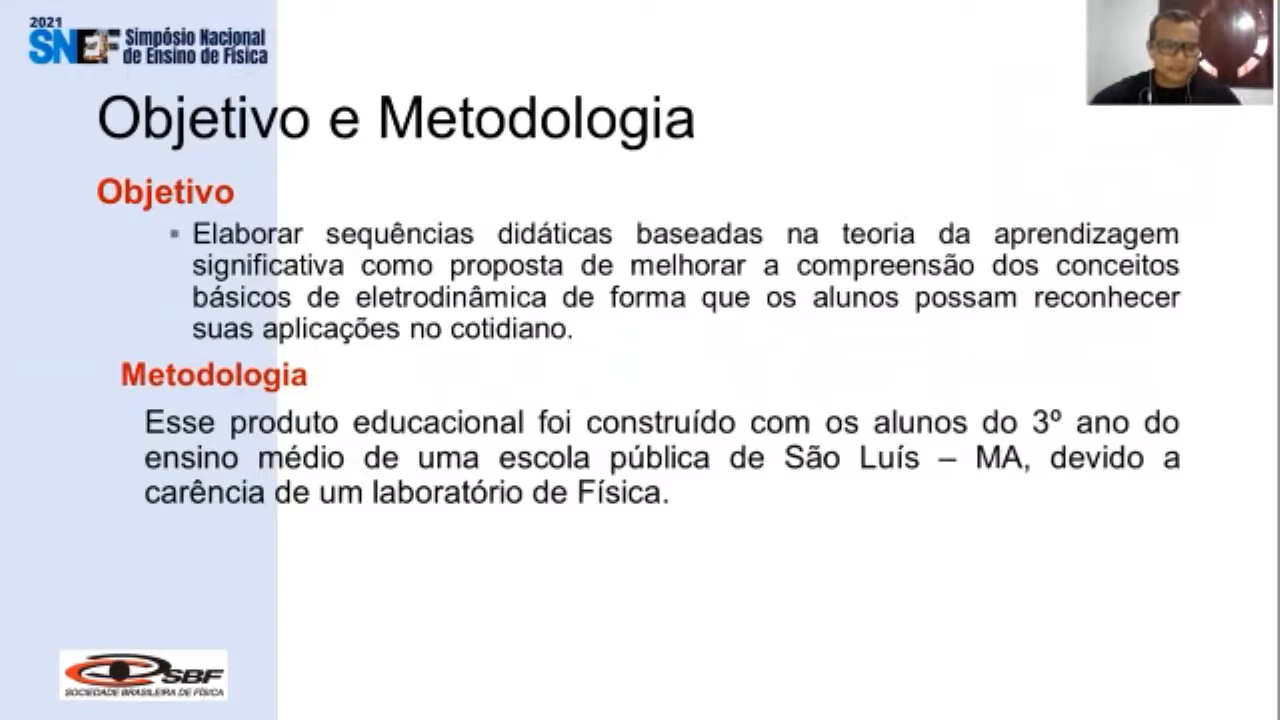 2021
SNEF Simpósio Nacional
de Ensino de Física
Objetivo e Metodologia
Objetivo
Elaborar sequências didáticas baseadas na teoria da aprendizagem
significativa como proposta de melhorar a compreensão dos conceitos
básicos de eletrodinâmica de forma que os alunos possam reconhecer
suas aplicações no cotidiano.
Metodologia
Esse produto educacional foi construído com os alunos do 3º ano do
ensino médio de uma escola pública de São Luís – MA, devido a
carência de um laboratório de Física.
SBF
SOCIEDADE BRASILEIRA DE FÍSICA